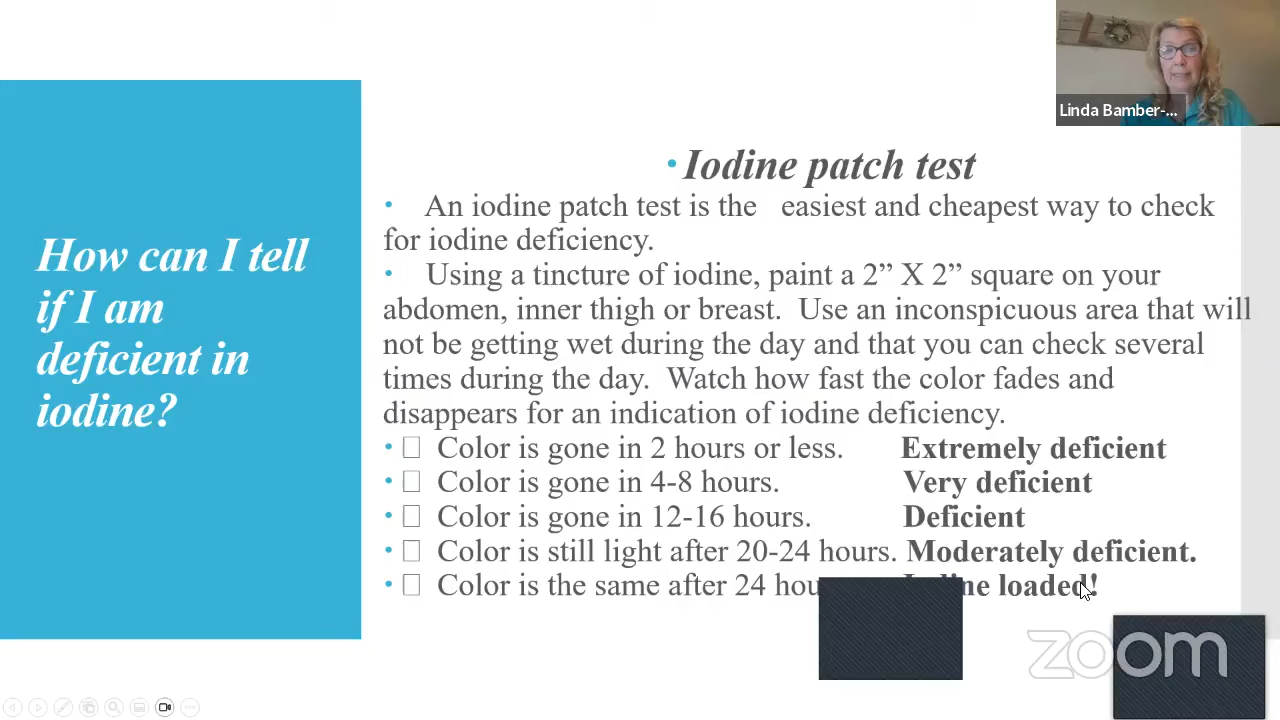 Linda Bamber-...
How can I tell
if I am
deficient in
iodine?
• Iodine patch test
• An iodine patch test is the easiest and cheapest way to check
for iodine deficiency.
• Using a tincture of iodine, paint a 2” X 2” square on your
abdomen, inner thigh or breast. Use an inconspicuous area that will
not be getting wet during the day and that you can check several
times during the day. Watch how fast the color fades and
disappears for an indication of iodine deficiency.
• Color is gone in 2 hours or less. Extremely deficient
• Color is gone in 4-8 hours. Very deficient
• Color is gone in 12-16 hours. Deficient
• Color is still light after 20-24 hours. Moderately deficient.
• Color is the same after 24 loaded!
zoom